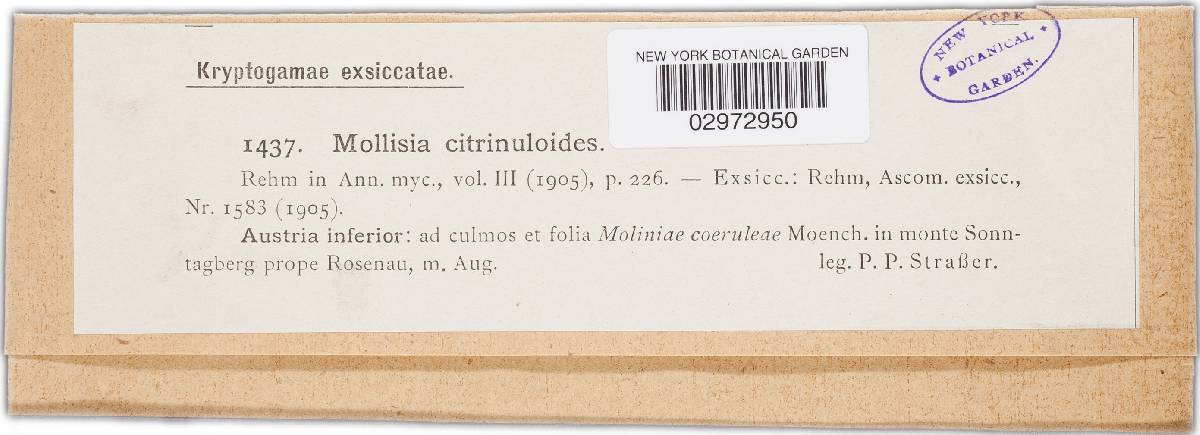 Kryptogamae exsiccatae.
NEW YORK BOTANICAL GARDEN
02972950
NEW YORK
BOTANICAL
GARDEN.
1437. Mollisia citrinuloides.
Rehm in Ann. myc., vol. III (1905), p. 226. — Exsicc.: Rehm, Ascom. exsicc.,
Nr. 1583 (1905).
Austria inferior: ad culmos et folia Moliniae coeruleae Moench. in monte Sonn-
tagberg prope Rosenau, m. Aug. leg. P. P. Straßer.